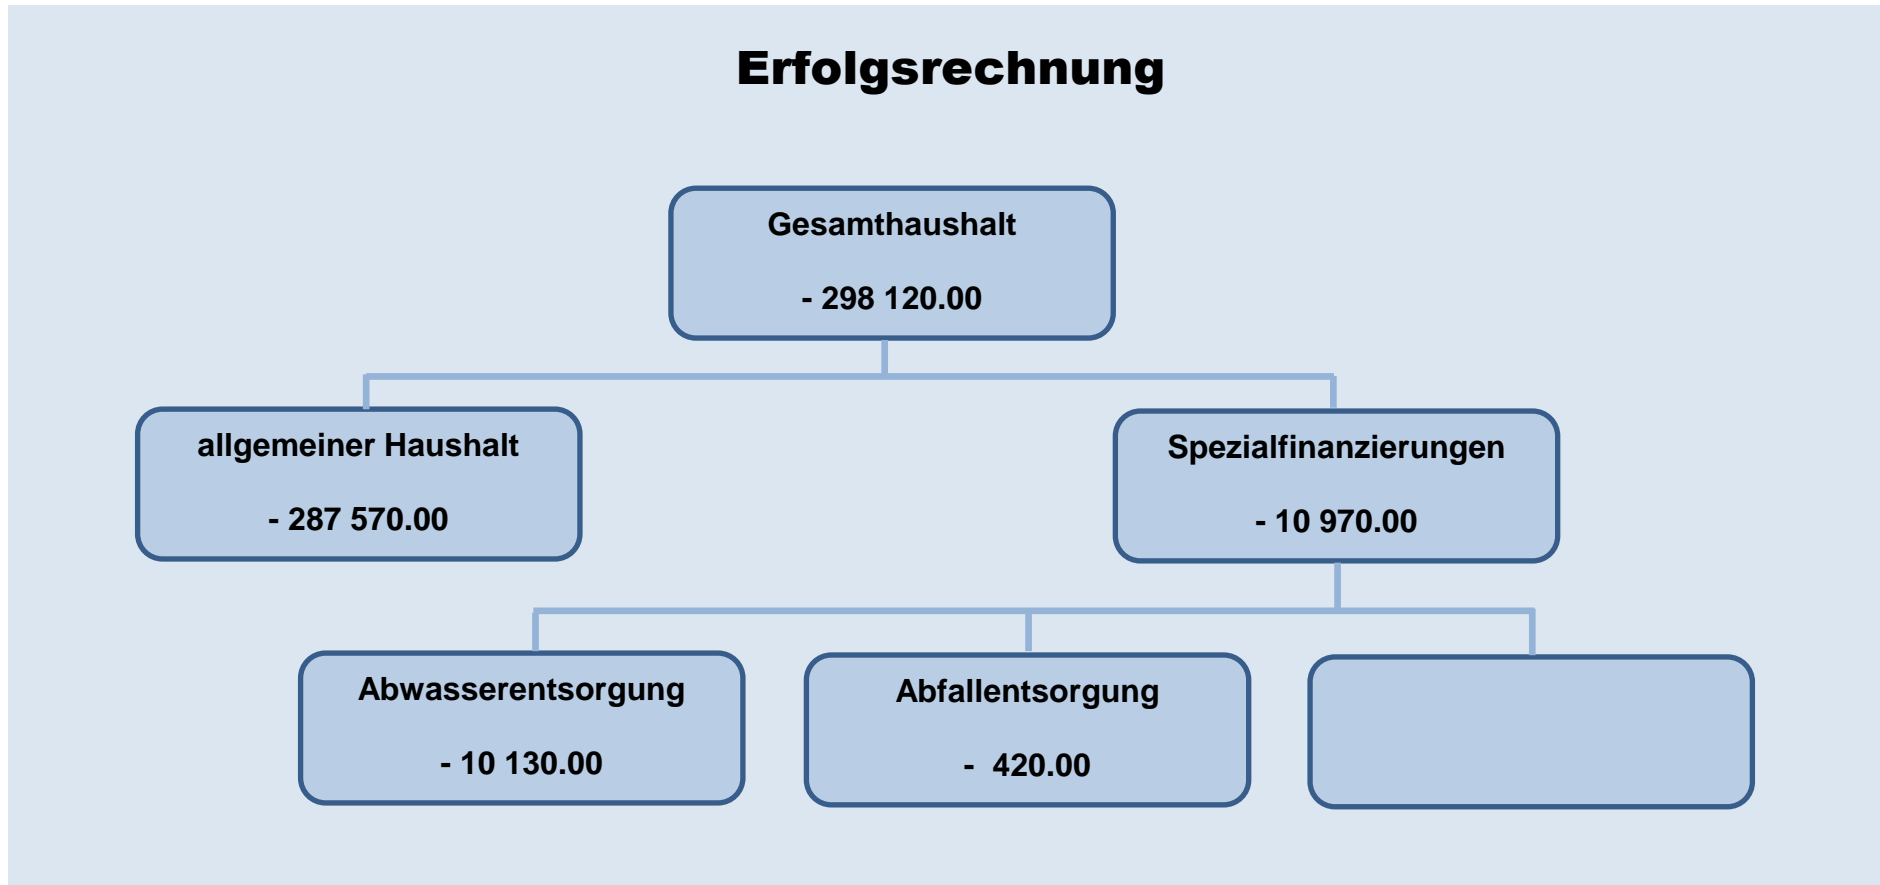 Erfolgsrechnung
Gesamthaushalt
- 298 120.00
allgemeiner Haushalt
- 287 570.00
Spezialfinanzierungen
- 10 970.00
Abwasserentsorgung
- 10 130.00
Abfallentsorgung
-  420.00